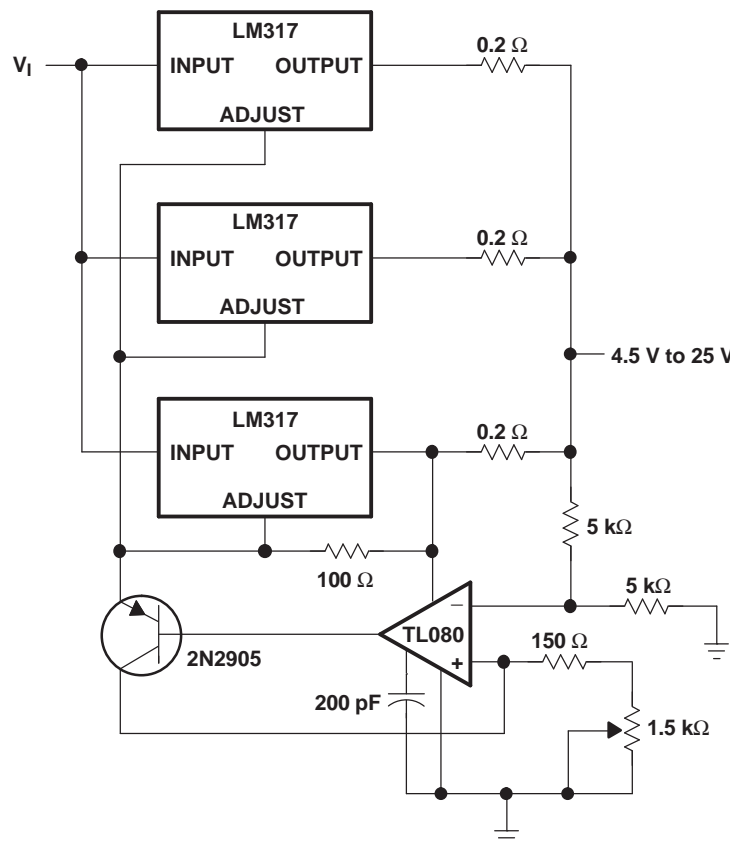 LM317
0.2 Ω
V_I
INPUT OUTPUT
ADJUST
LM317
0.2 Ω
INPUT OUTPUT
ADJUST
4.5 V to 25 V
LM317
0.2 Ω
INPUT OUTPUT
ADJUST
5 kΩ
100 Ω
5 kΩ
−
TL080
150 Ω
2N2905
+
200 pF
1.5 kΩ